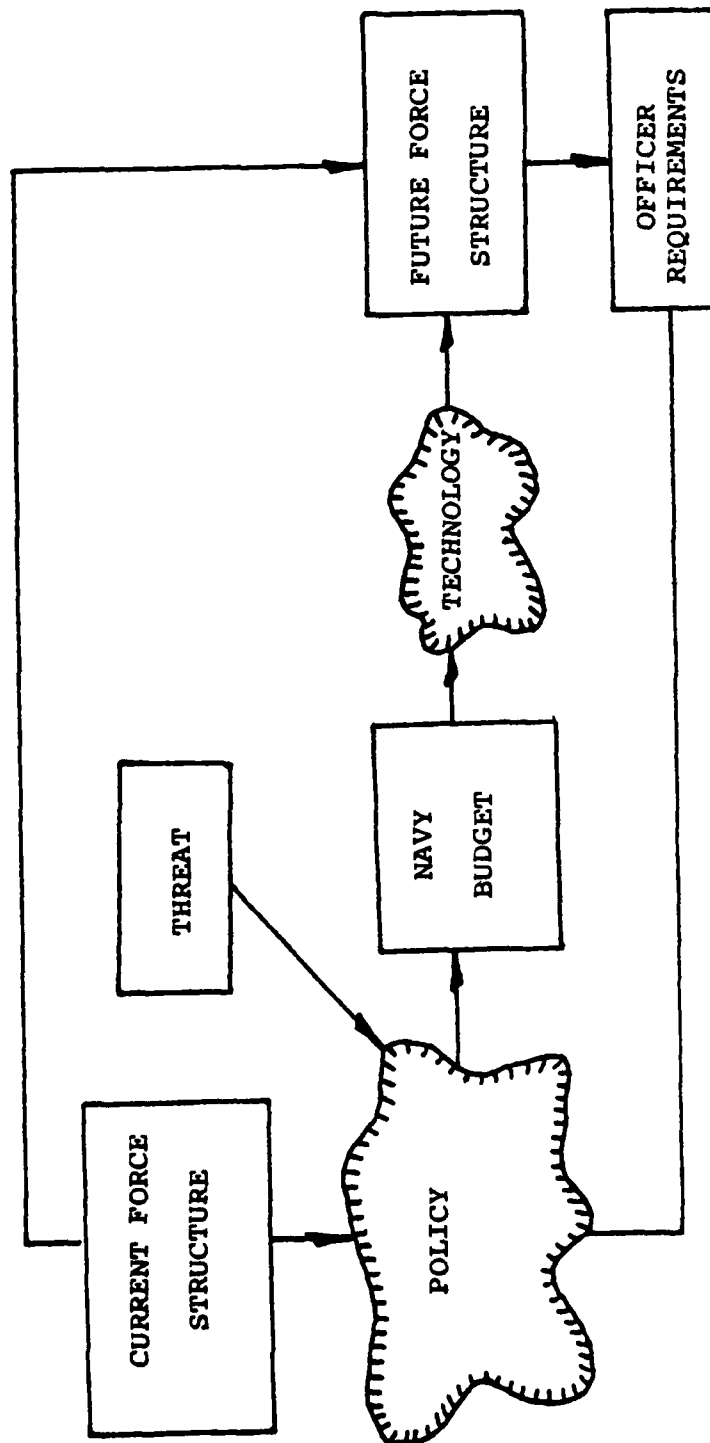 CURRENT FORCE
STRUCTURE
THREAT
POLICY
NAVY
BUDGET
TECHNOLOGY
FUTURE FORCE
STRUCTURE
OFFICER
REQUIREMENTS